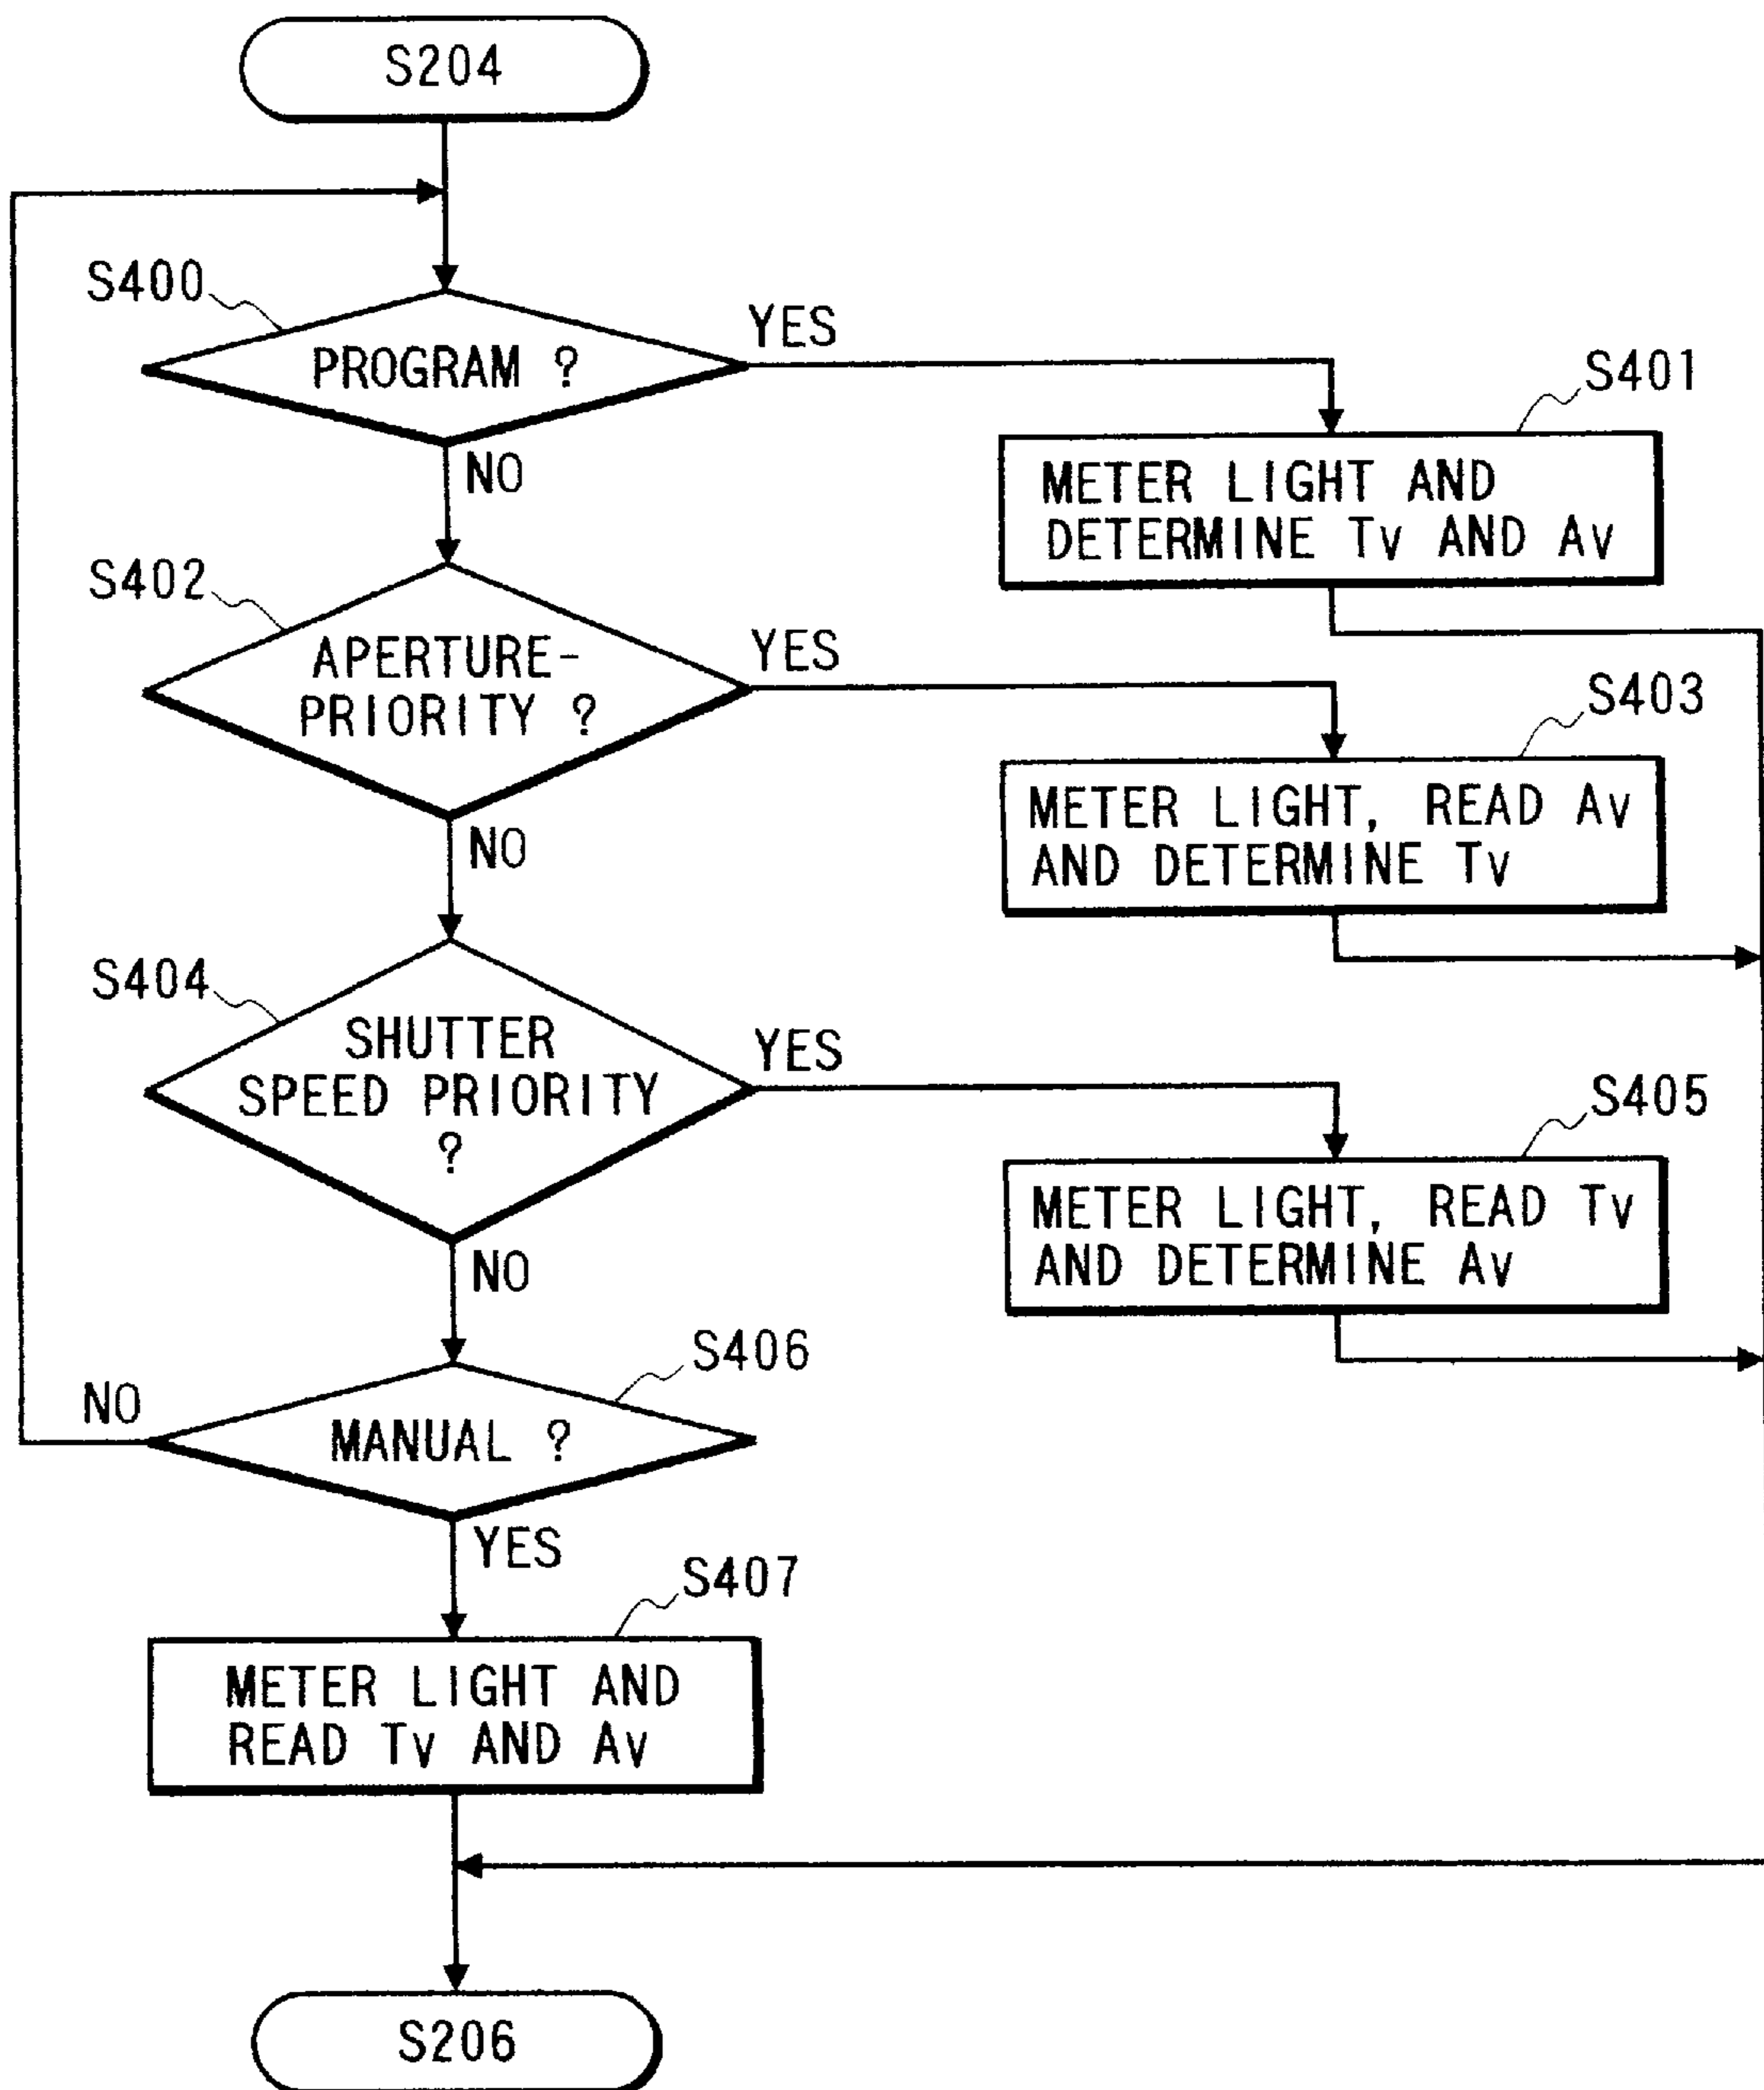 S204
S400
PROGRAM ?
YES
NO
S401
METER LIGHT AND
DETERMINE Tv AND Av
S402
APERTURE-
PRIORITY ?
YES
NO
S403
METER LIGHT, READ Av
AND DETERMINE Tv
S404
SHUTTER
SPEED PRIORITY
?
YES
NO
S405
METER LIGHT, READ Tv
AND DETERMINE Av
S406
MANUAL ?
NO
YES
S407
METER LIGHT AND
READ Tv AND Av
S206